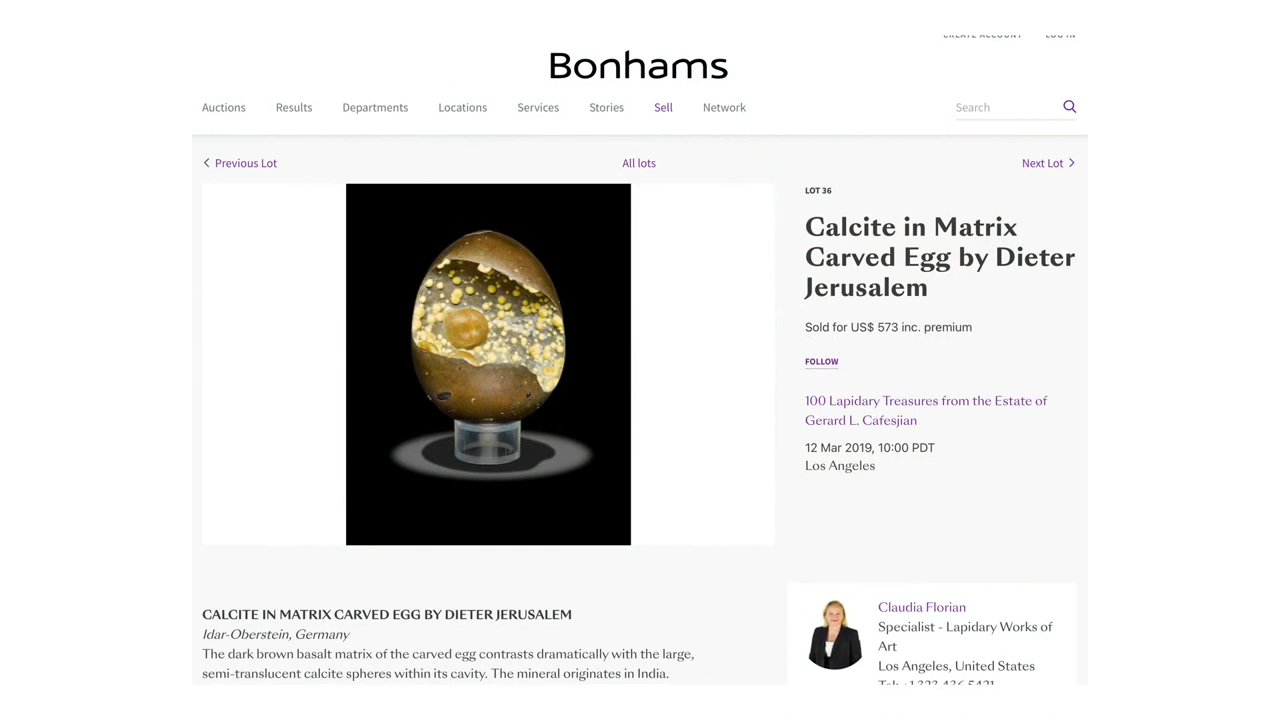 CREATE ACCOUNT LOG IN
Bonhams
Auctions Results Departments Locations Services Stories Sell Network Search
Previous Lot All lots Next Lot
LOT 36
Calcite in Matrix
Carved Egg by Dieter
Jerusalem
Sold for US$ 573 inc. premium
FOLLOW
100 Lapidary Treasures from the Estate of
Gerard L. Cafesjian
12 Mar 2019, 10:00 PDT
Los Angeles
CALCITE IN MATRIX CARVED EGG BY DIETER JERUSALEM
Idar-Oberstein, Germany
The dark brown basalt matrix of the carved egg contrasts dramatically with the large,
semi-translucent calcite spheres within its cavity. The mineral originates in India.
Claudia Florian
Specialist - Lapidary Works of
Art
Los Angeles, United States